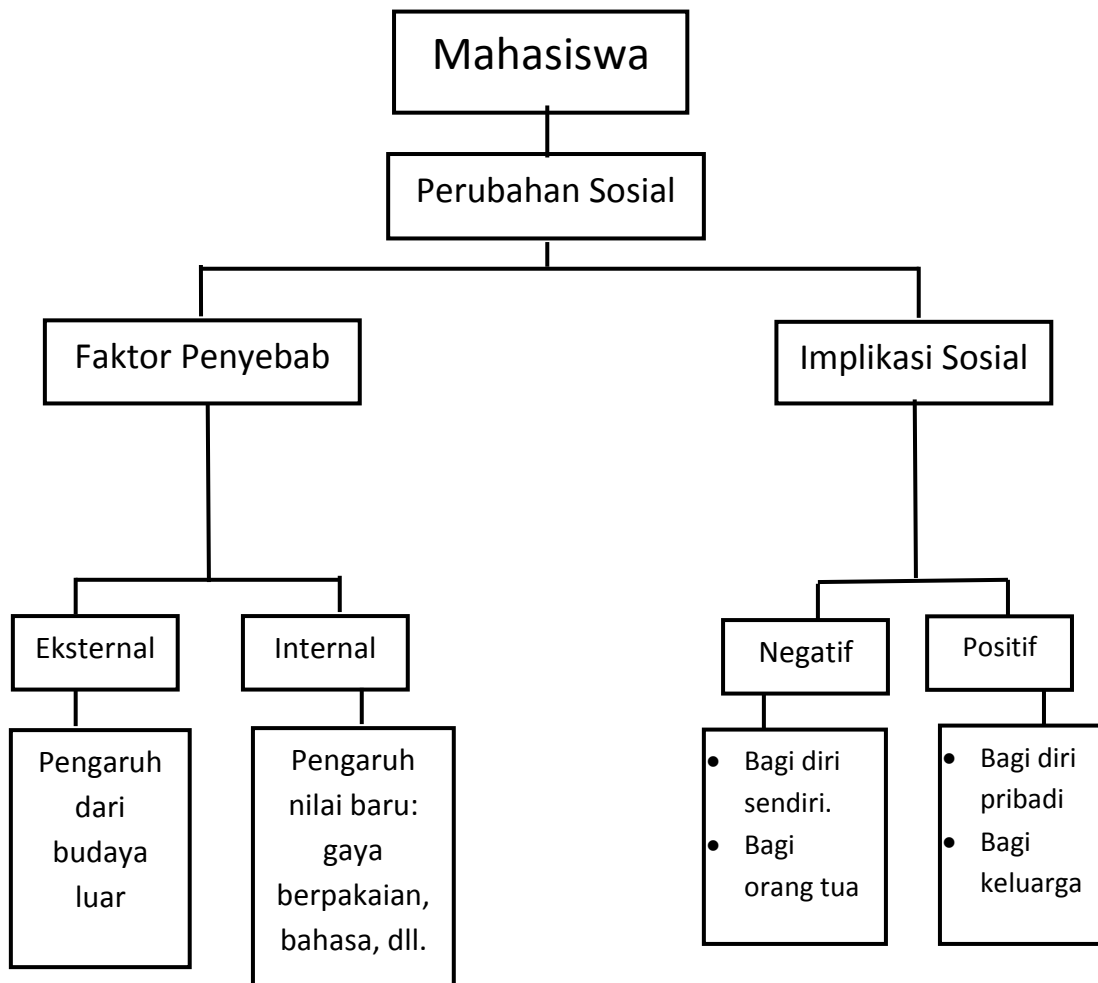 Mahasiswa
Perubahan Sosial
Faktor Penyebab
Implikasi Sosial
Eksternal
Internal
Negatif
Positif
Pengaruh
dari
budaya
luar
Pengaruh
nilai baru:
gaya
berpakaian,
bahasa, dll.
• Bagi diri
sendiri.
• Bagi
orang tua
• Bagi diri
pribadi
• Bagi
keluarga